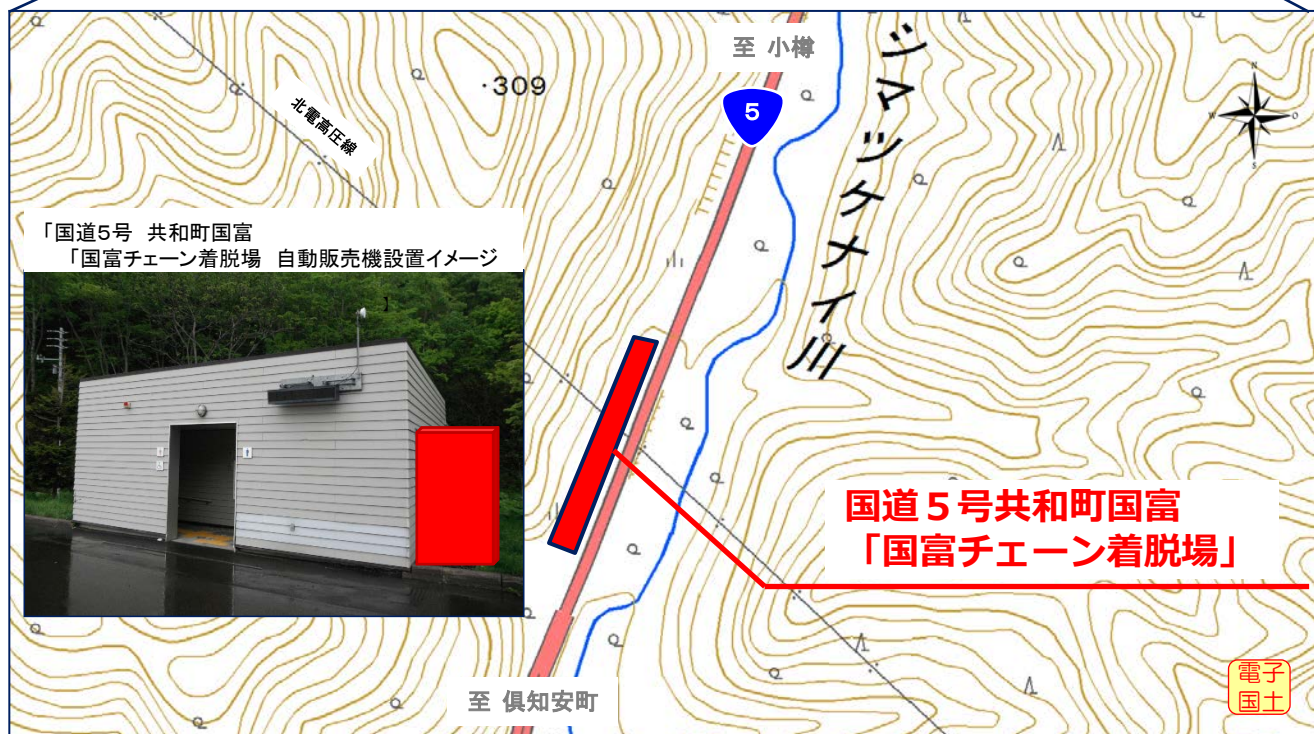 至 小樽
5
シマツケナイ川
・309
北電高圧線
N
W
O
S
「国道5号 共和町国富
「国富チェーン着脱場 自動販売機設置イメージ
1
国道５号共和町国富
「国富チェーン着脱場」
至 倶知安町
電子
国土